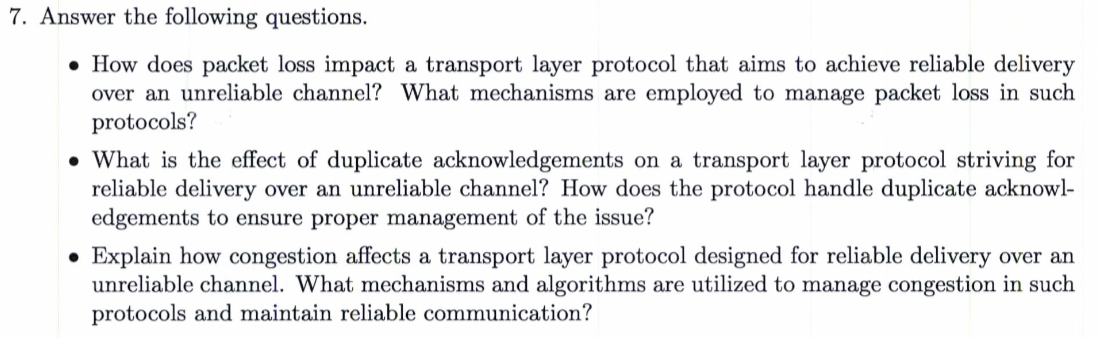 7. Answer the following questions.
• How does packet loss impact a transport layer protocol that aims to achieve reliable delivery
over an unreliable channel? What mechanisms are employed to manage packet loss in such
protocols?
• What is the effect of duplicate acknowledgements on a transport layer protocol striving for
reliable delivery over an unreliable channel? How does the protocol handle duplicate acknowl-
edgements to ensure proper management of the issue?
• Explain how congestion affects a transport layer protocol designed for reliable delivery over an
unreliable channel. What mechanisms and algorithms are utilized to manage congestion in such
protocols and maintain reliable communication?